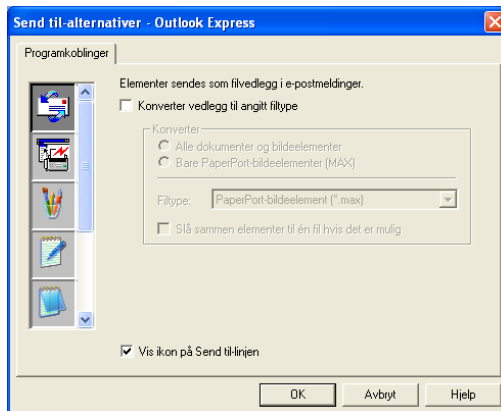 Send til-alternativer - Outlook Express
Programkoblinger
Elementer sendes som filvedlegg i e-postmeldinger.
Konverter vedlegg til angitt filtype
Konverter
Alle dokumenter og bildeelementer
Bare PaperPort-bildeelementer (MAX)
Filtype: PaperPort-bildeelement (*.max)
Slå sammen elementer til én fil hvis det er mulig
Vis ikon på Send til-linjen
OK Avbryt Hjelp